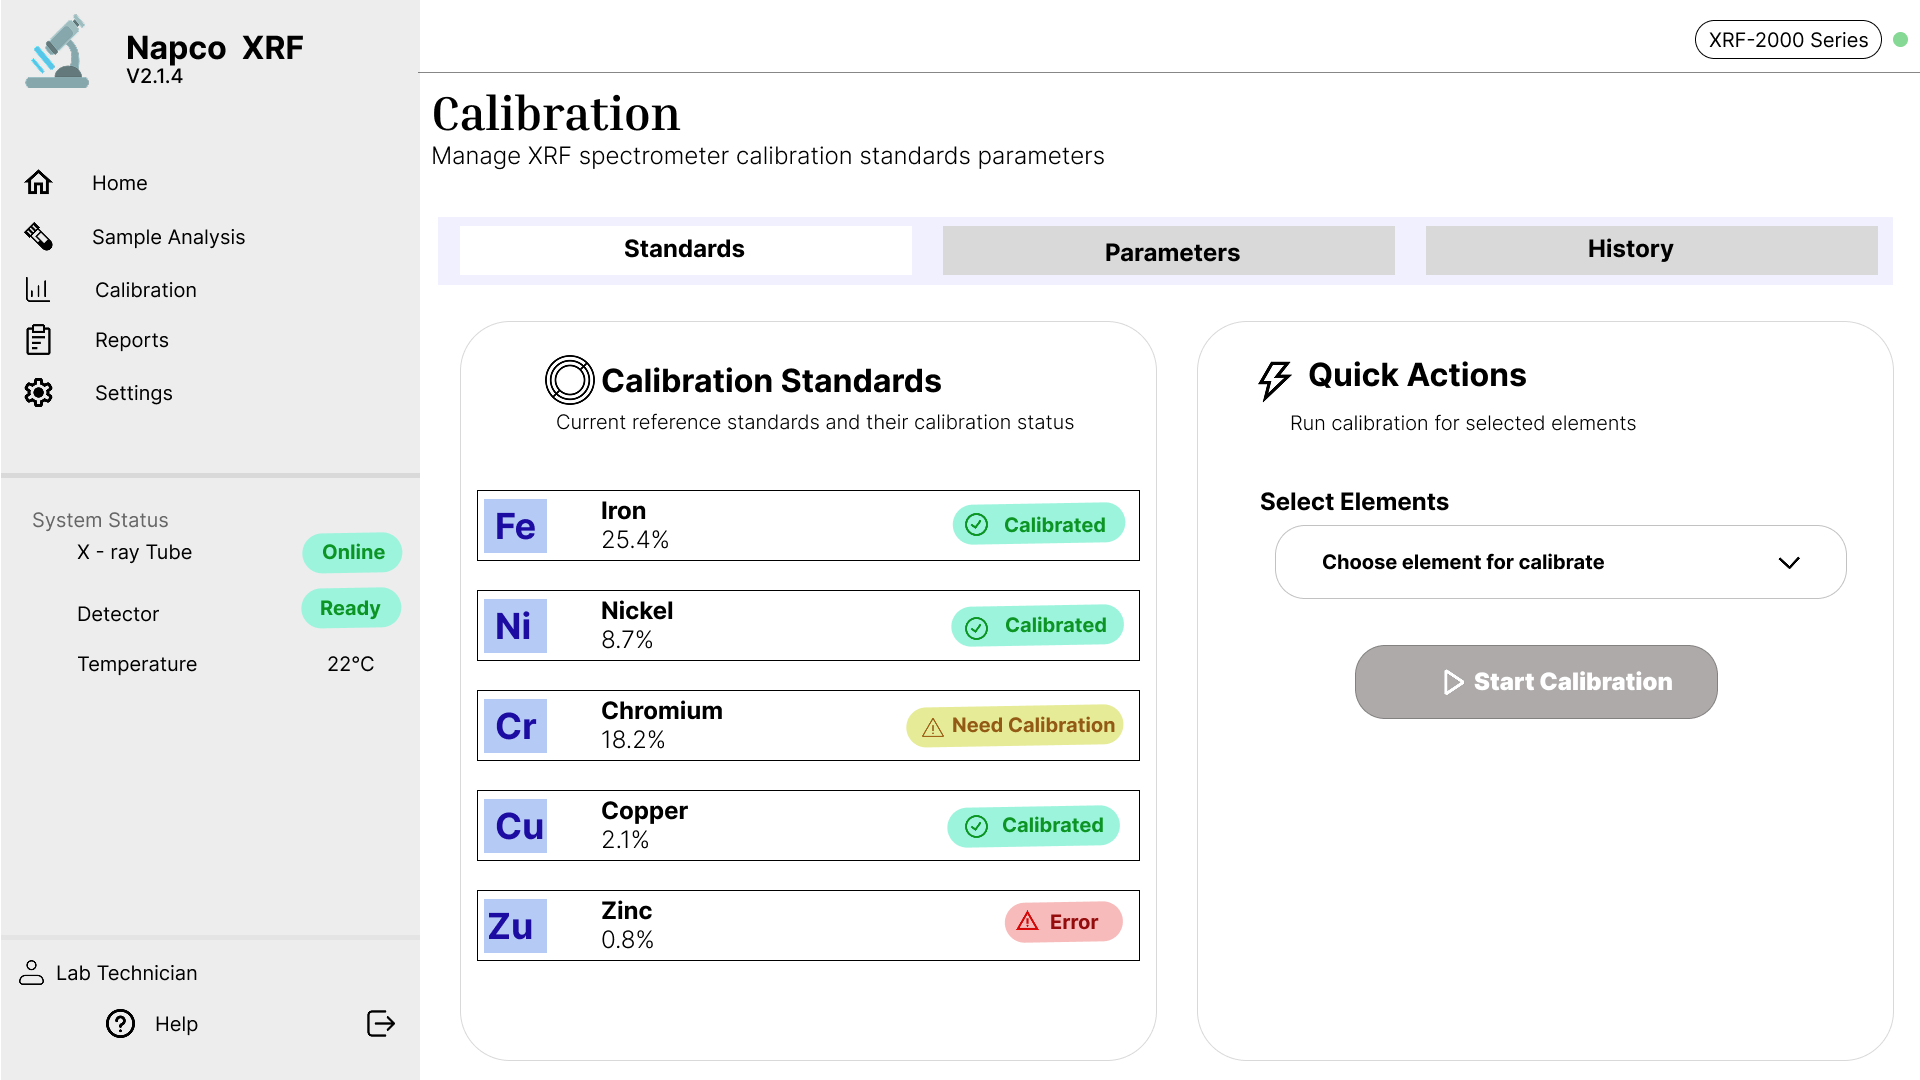 Napco XRF
V2.1.4
Home
Sample Analysis
Calibration
Reports
Settings
System Status
X - ray Tube Online
Detector Ready
Temperature 22°C
Lab Technician
Help
XRF-2000 Series
Calibration
Manage XRF spectrometer calibration standards parameters
Standards Parameters History
Calibration Standards
Current reference standards and their calibration status
Fe Iron Calibrated
25.4%
Ni Nickel Calibrated
8.7%
Cr Chromium Need Calibration
18.2%
Cu Copper Calibrated
2.1%
Zu Zinc Error
0.8%
Quick Actions
Run calibration for selected elements
Select Elements
Choose element for calibrate
Start Calibration